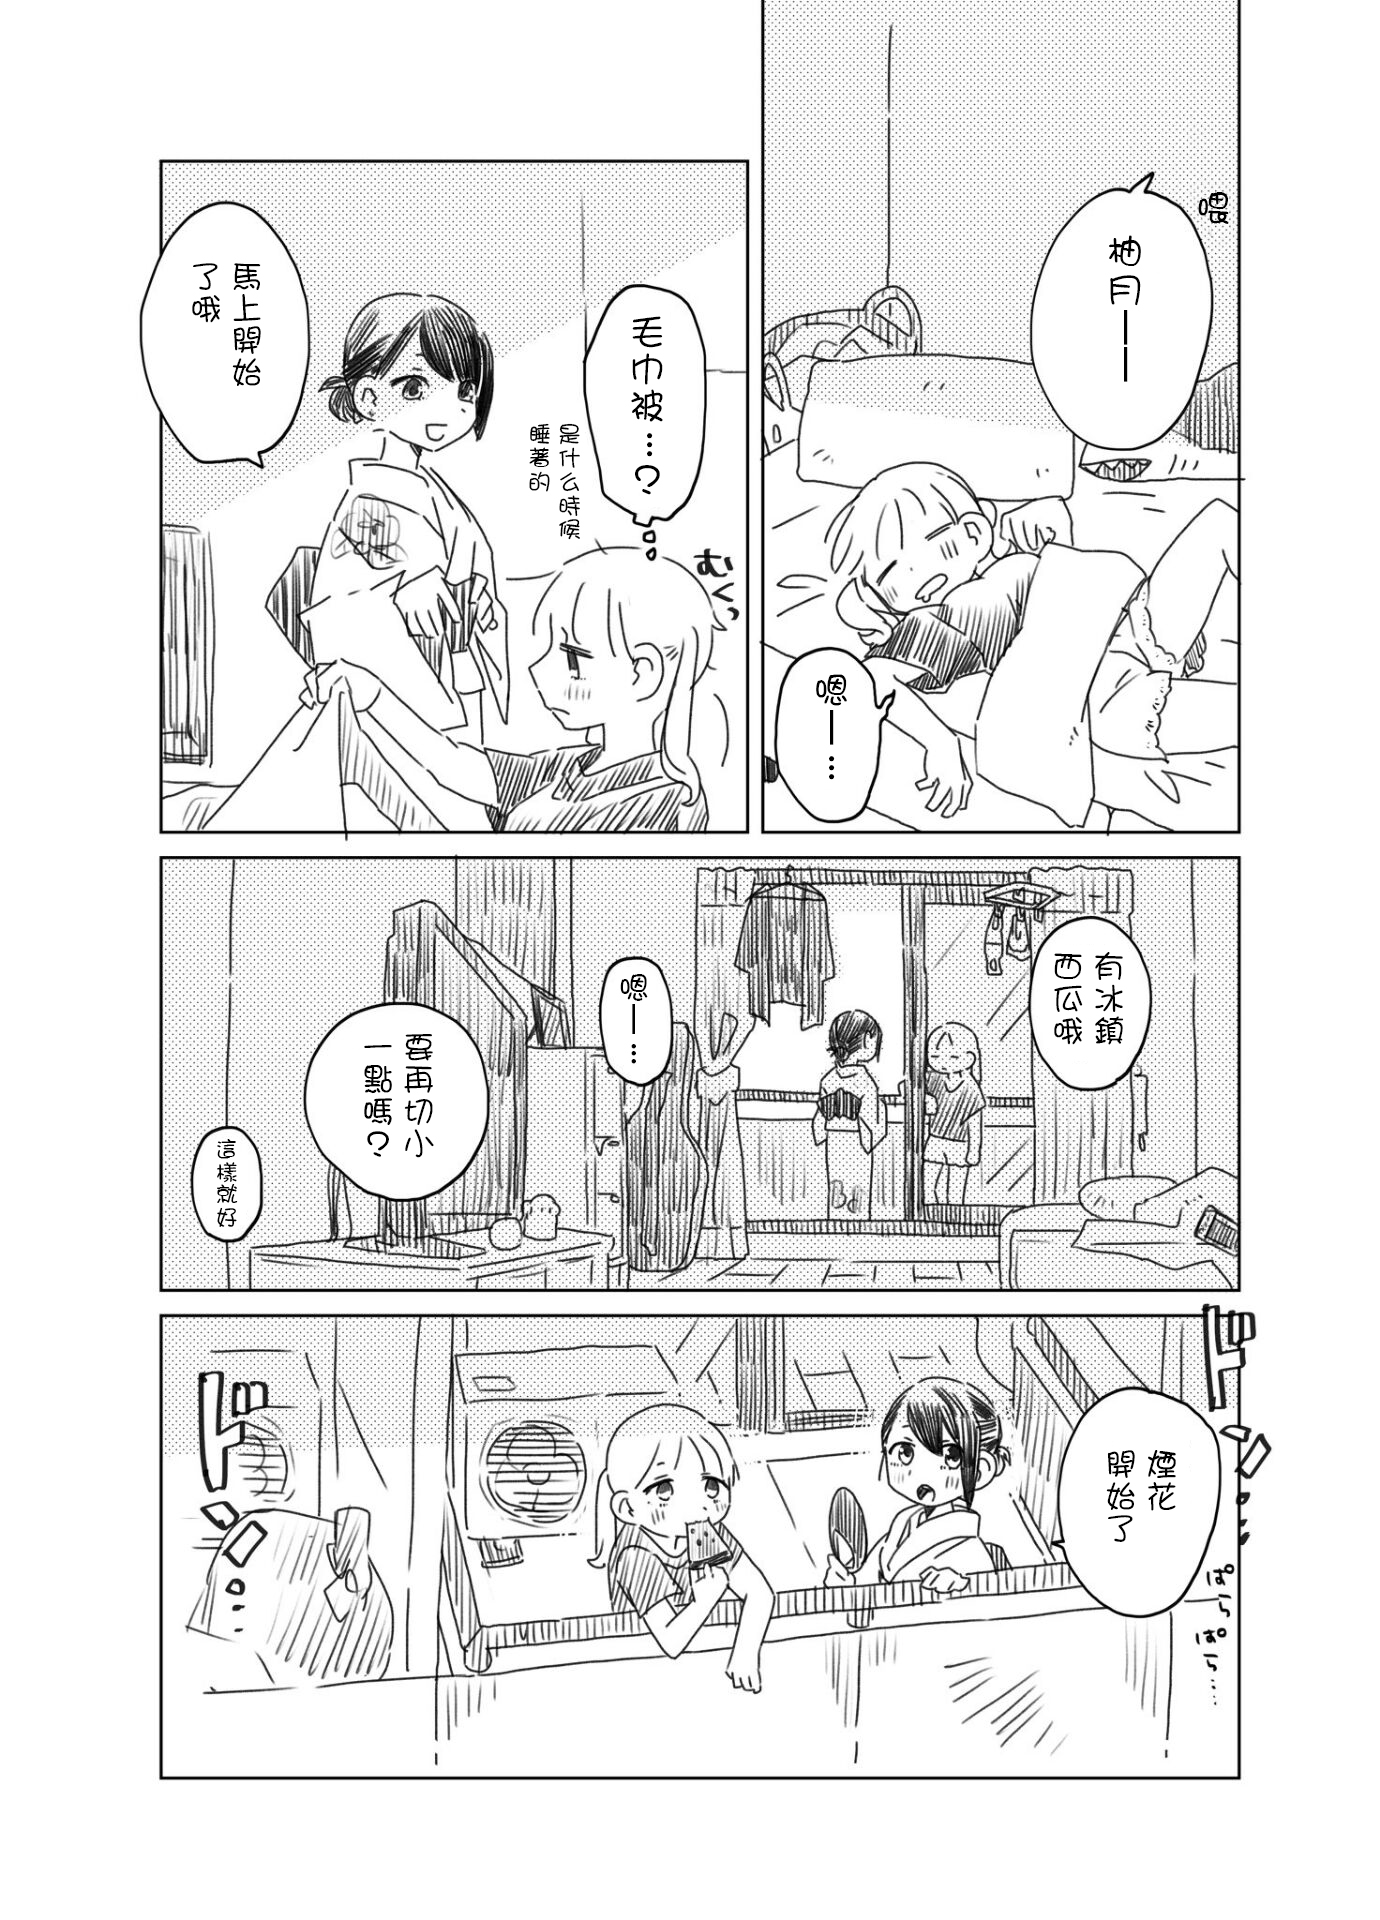 喂
柚月——
嗯—…
毛巾被…？
是什么時候
睡著的
むくっ
馬上開始
了哦
有冰鎮
西瓜哦
嗯—…
要再切小
一點嗎？
這樣就好
ドン
煙花
開始了
ぱら
ぱら…
ドン